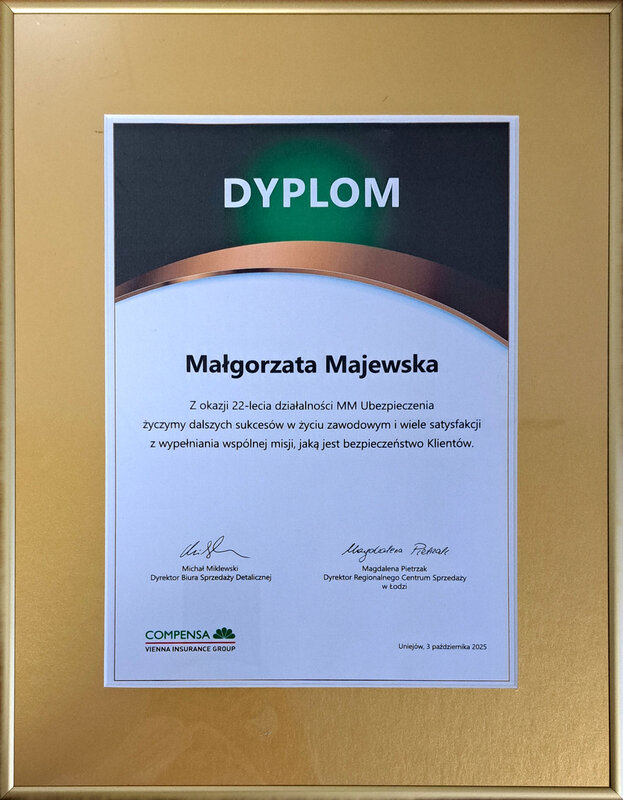 DYPLOM
Małgorzata Majewska
Z okazji 22-lecia działalności MM Ubezpieczenia
życzymy dalszych sukcesów w życiu zawodowym i wiele satysfakcji
z wypełniania wspólnej misji, jaką jest bezpieczeństwo Klientów.
Magdalena Pietrzak
Michał Miklewski
Dyrektor Biura Sprzedaży Detalicznej
Magdalena Pietrzak
Dyrektor Regionalnego Centrum Sprzedaży
w Łodzi
COMPENSA
VIENNA INSURANCE GROUP
Uniejów, 3 października 2025